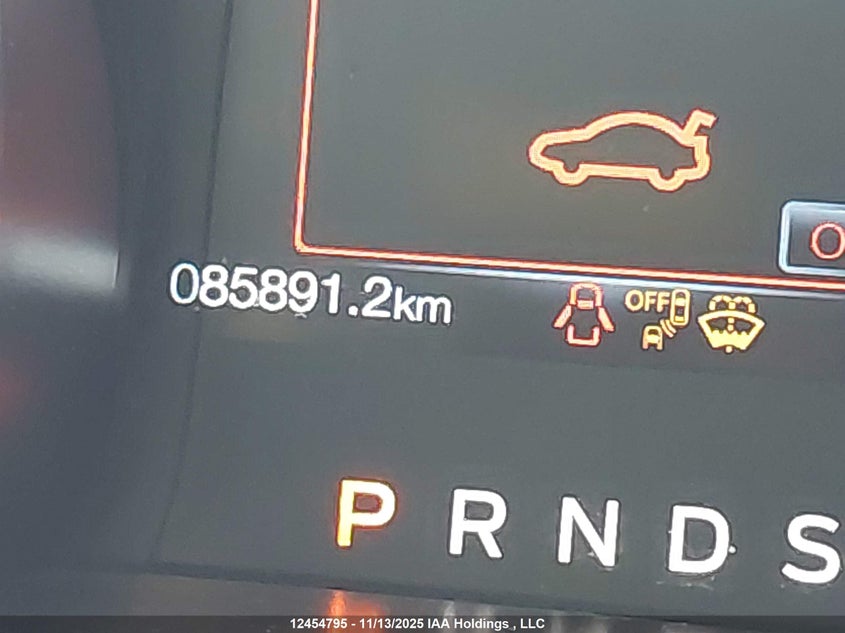 O
085891.2km
OFF
P R N D S
12454795 - 11/13/2025 IAA Holdings , LLC